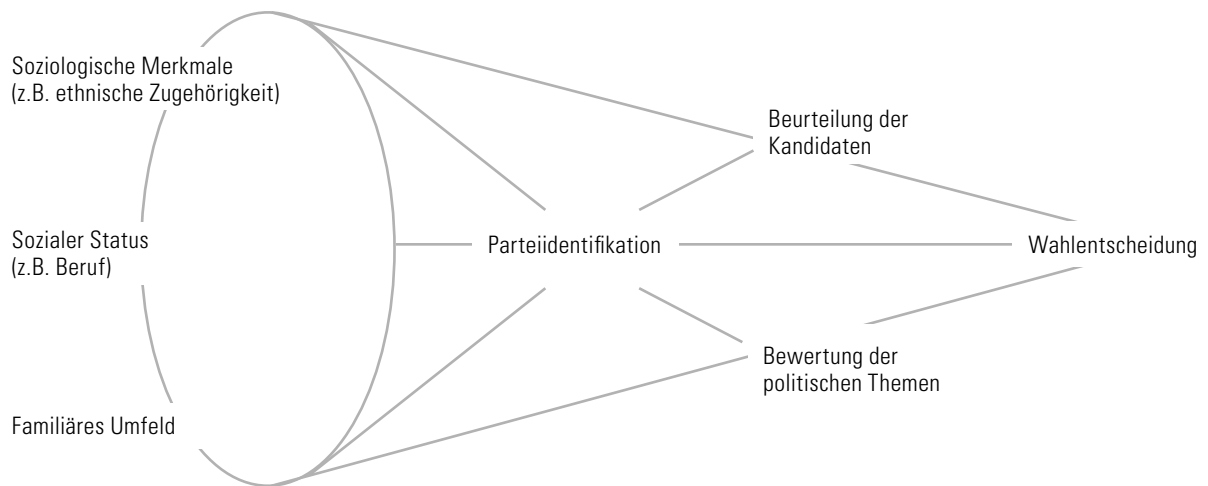 Soziologische Merkmale
(z.B. ethnische Zugehörigkeit)
Beurteilung der
Kandidaten
Sozialer Status
(z.B. Beruf)
Parteiidentifikation
Wahlentscheidung
Bewertung der
politischen Themen
Familiäres Umfeld